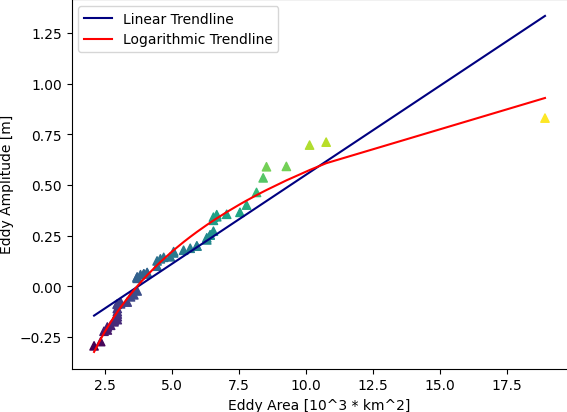 Linear Trendline
Logarithmic Trendline
1.25
1.00
0.75
0.50
0.25
0.00
−0.25
Eddy Amplitude [m]
2.5 5.0 7.5 10.0 12.5 15.0 17.5
Eddy Area [10^3 * km^2]